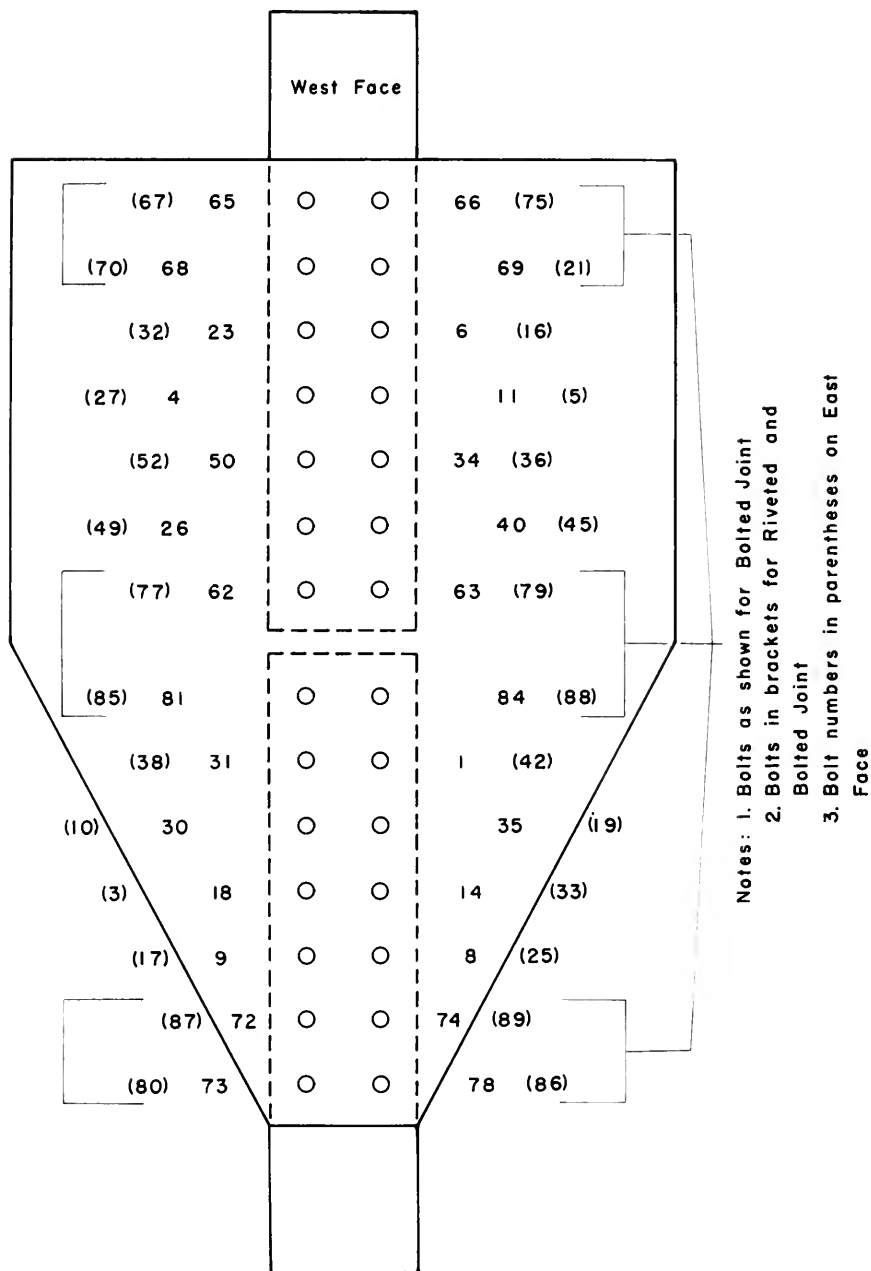 West Face
(67) 65 66 (75)
(70) 68 69 (21)
(32) 23 6 (16)
(27) 4 11 (5)
(52) 50 34 (36)
(49) 26 40 (45)
(77) 62 63 (79)
(85) 81 84 (88)
(38) 31 1 (42)
(10) 30 35 (19)
(3) 18 14 (33)
(17) 9 8 (25)
(87) 72 74 (89)
(80) 73 78 (86)
Notes: 1. Bolts as shown for Bolted Joint
2. Bolts in brackets for Riveted and
Bolted Joint
3. Bolt numbers in parentheses on East
Face